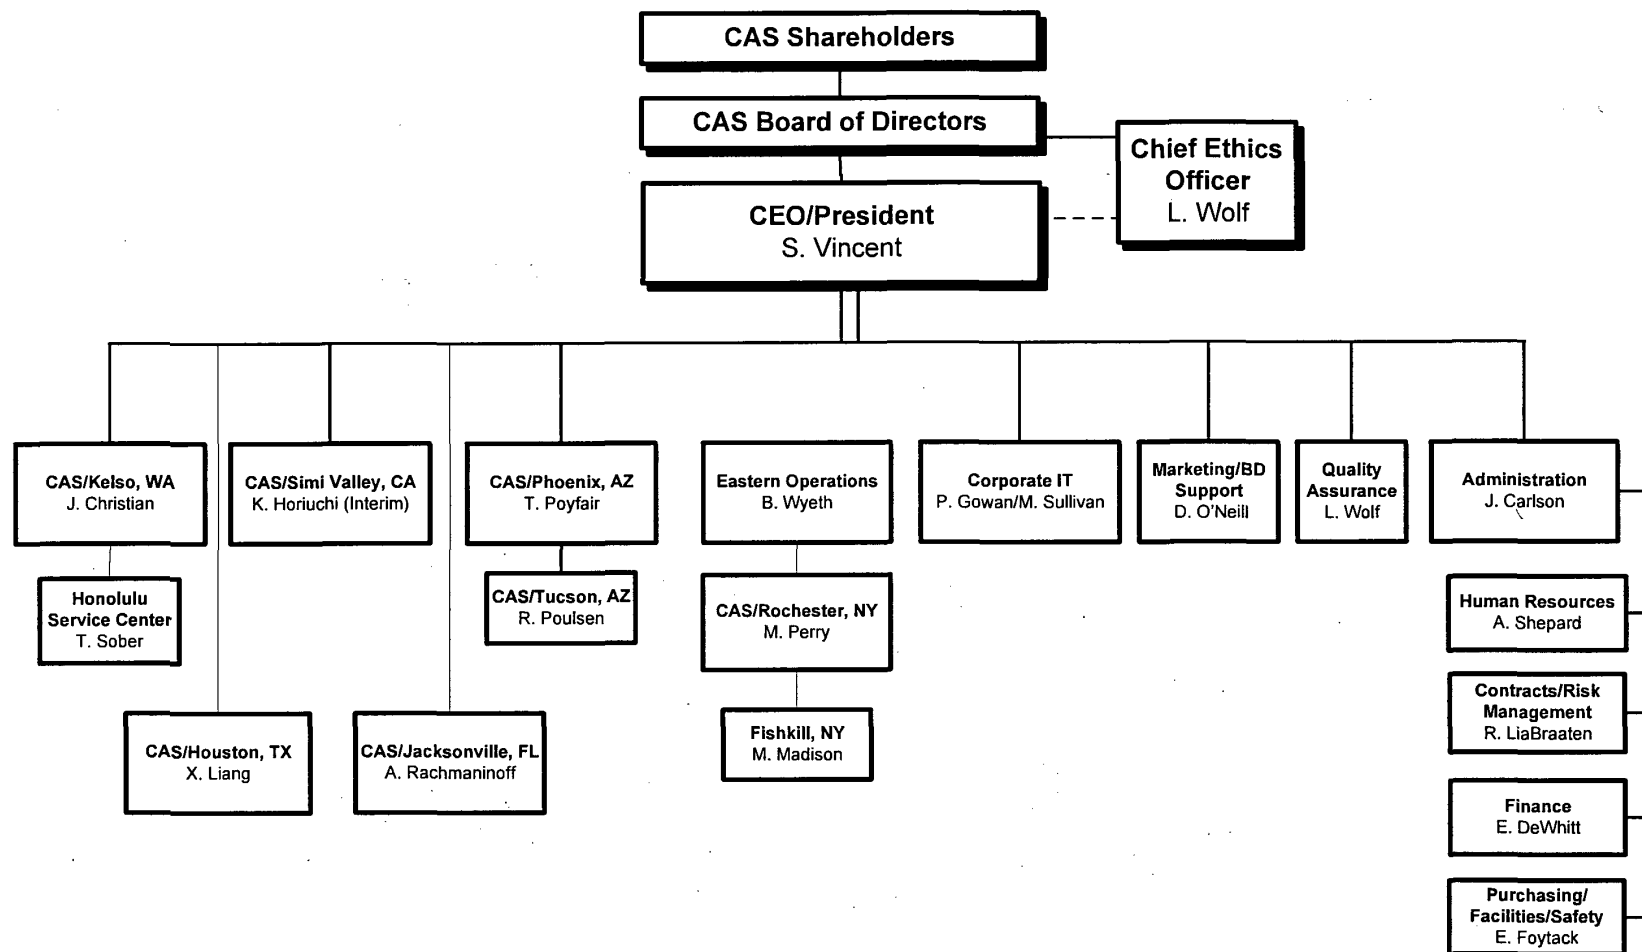 CAS Shareholders
CAS Board of Directors
Chief Ethics
Officer
L. Wolf
CEO/President
S. Vincent
CAS/Kelso, WA
J. Christian
CAS/Simi Valley, CA
K. Horiuchi (Interim)
CAS/Phoenix, AZ
T. Poyfair
Eastern Operations
B. Wyeth
Corporate IT
P. Gowan/M. Sullivan
Marketing/BD
Support
D. O'Neill
Quality
Assurance
L. Wolf
Administration
J. Carlson
Honolulu
Service Center
T. Sober
CAS/Tucson, AZ
R. Poulsen
CAS/Rochester, NY
M. Perry
Human Resources
A. Shepard
CAS/Houston, TX
X. Liang
CAS/Jacksonville, FL
A. Rachmaninoff
Fishkill, NY
M. Madison
Contracts/Risk
Management
R. LiaBraaten
Finance
E. DeWhitt
Purchasing/
Facilities/Safety
E. Foytack